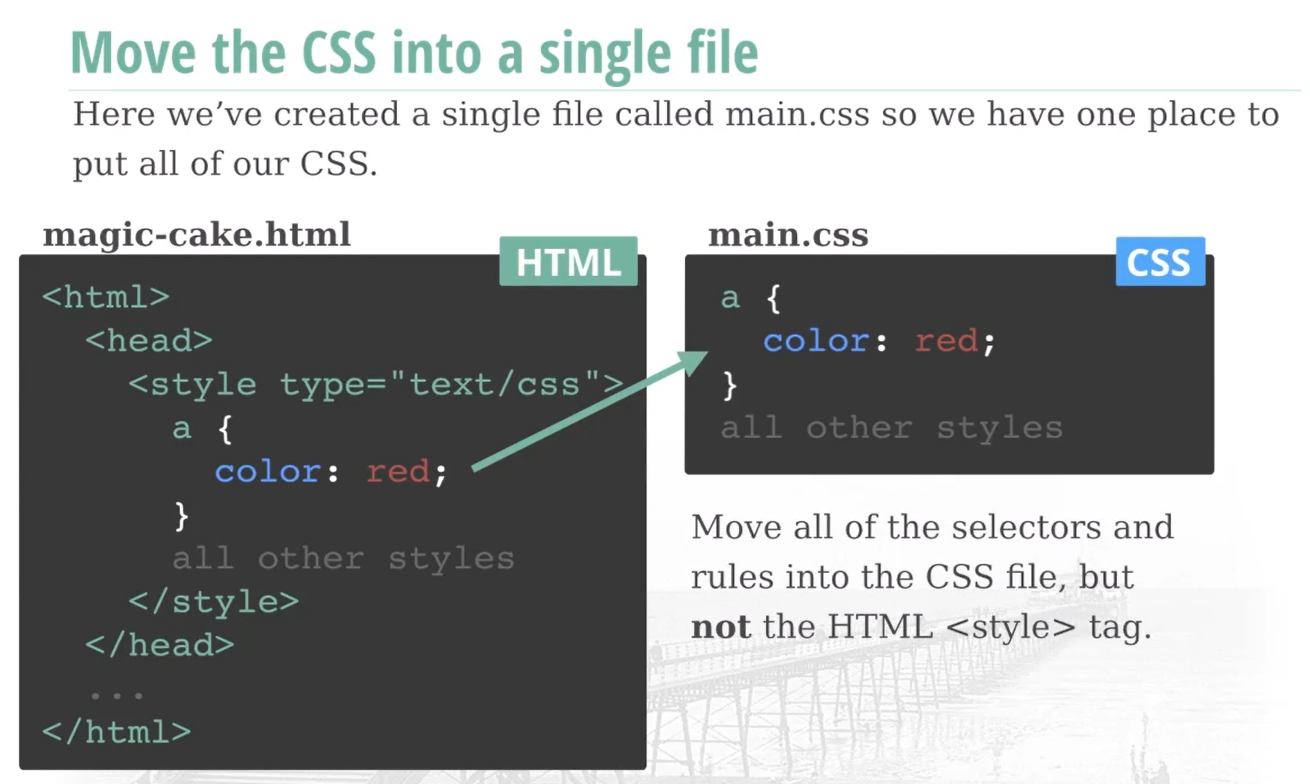 Move the CSS into a single file
Here we’ve created a single file called main.css so we have one place to
put all of our CSS.
magic-cake.html
HTML
<html>
<head>
<style type="text/css">
a {
color: red;
}
all other styles
</style>
</head>
...
</html>
main.css
CSS
a {
color: red;
}
all other styles
Move all of the selectors and
rules into the CSS file, but
not the HTML <style> tag.